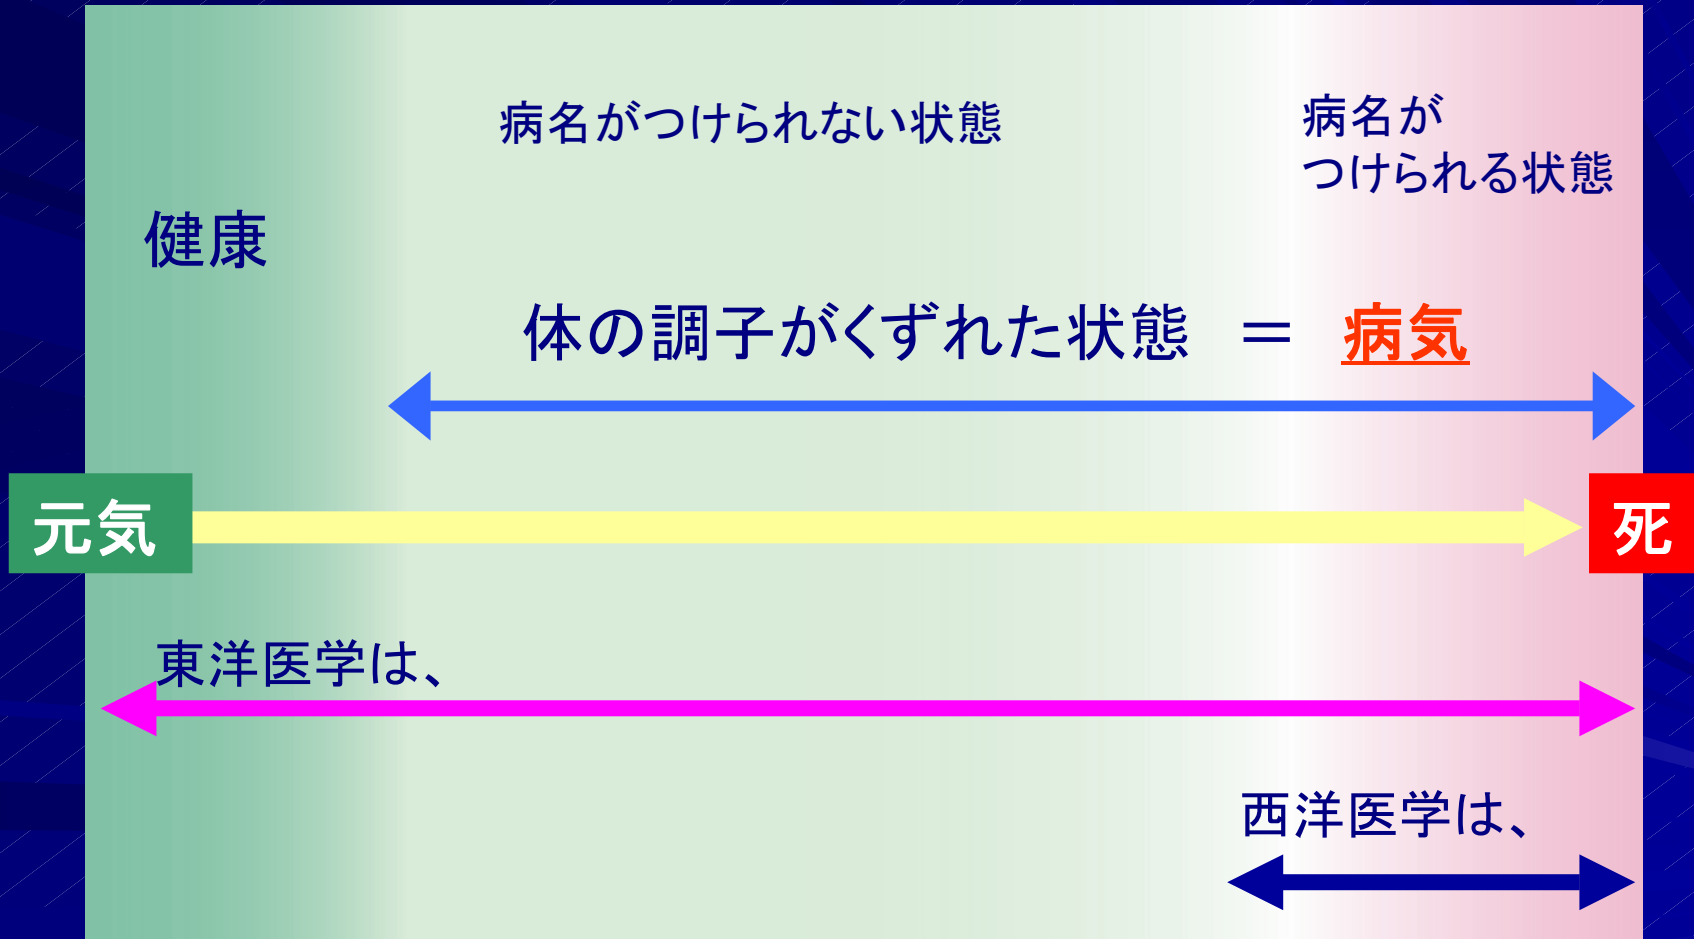 病名がつけられない状態
病名が
つけられる状態
健康
体の調子がくずれた状態 ＝ 病気
元気
死
東洋医学は、
西洋医学は、